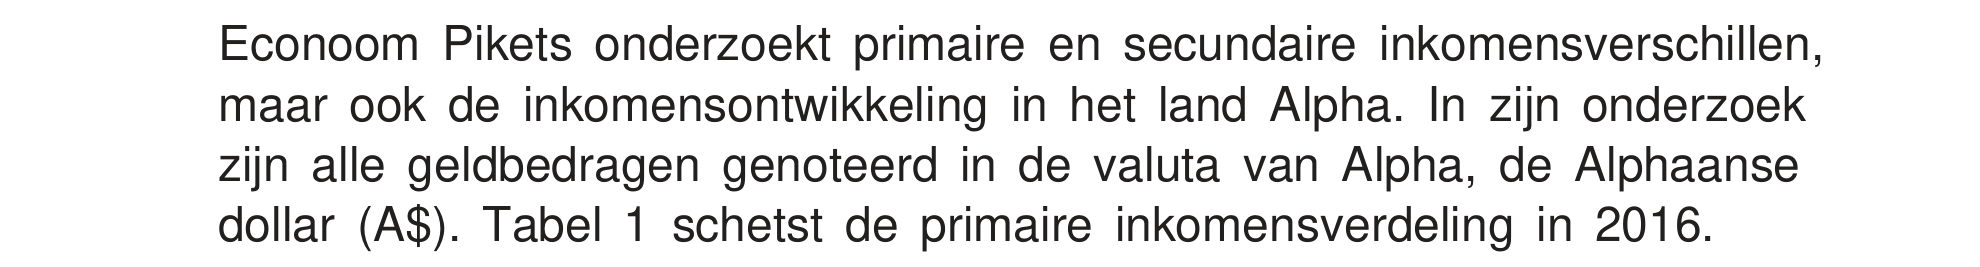 Econoom Pikets onderzoekt primaire en secundaire inkomensverschillen,
maar ook de inkomensontwikkeling in het land Alpha. In zijn onderzoek
zijn alle geldbedragen genoteerd in de valuta van Alpha, de Alphaanse
dollar (A$). Tabel 1 schetst de primaire inkomensverdeling in 2016.